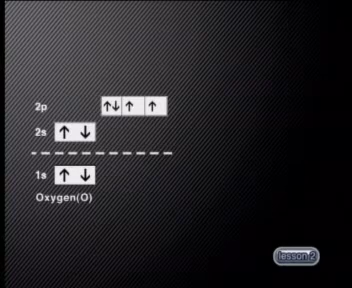 2p ↑↓ ↑ ↑
2s ↑ ↓
1s ↑ ↓
Oxygen(O)
lesson 2